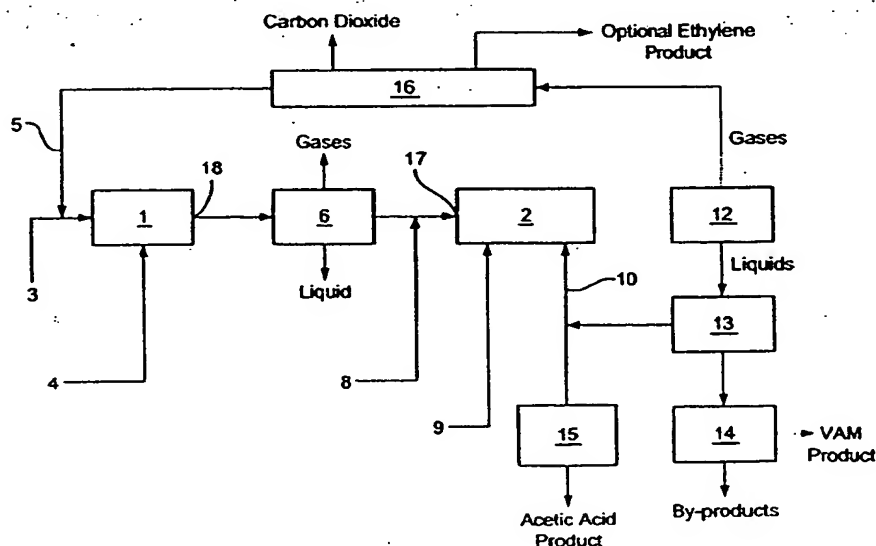 Carbon Dioxide
Optional Ethylene
Product
16
5
Gases
Gases
18
17
1
6
2
12
3
Liquid
10
Liquids
13
4
8
9
15
14
VAM
Product
Acetic Acid
Product
By-products